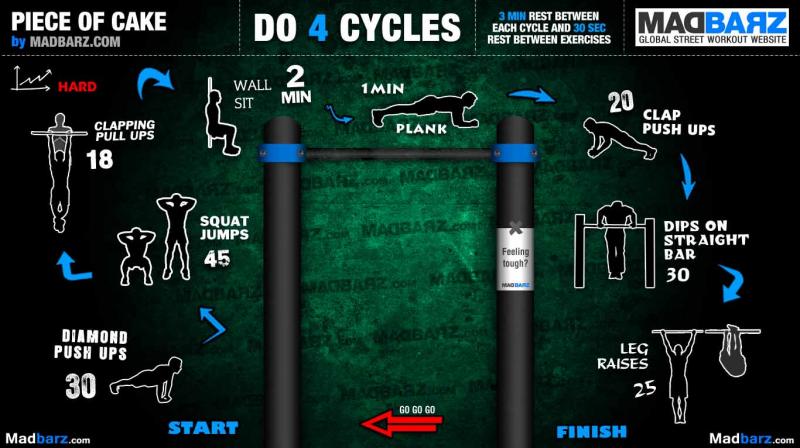 PIECE OF CAKE
by MADBARZ.COM
DO 4 CYCLES
3 MIN REST BETWEEN
EACH CYCLE AND 30 SEC
REST BETWEEN EXERCISES
MADBARZ
GLOBAL STREET WORKOUT WEBSITE
HARD
START
DIAMOND
PUSH UPS
30
SQUAT
JUMPS
45
CLAPPING
PULL UPS
18
WALL
SIT
2
MIN
1MIN
PLANK
20
CLAP
PUSH UPS
DIPS ON
STRAIGHT
BAR
30
LEG
RAISES
25
FINISH
GO GO GO
Feeling
tough?
MADBARZ
MADBARZ.com
Madbarz.com
Madbarz.com